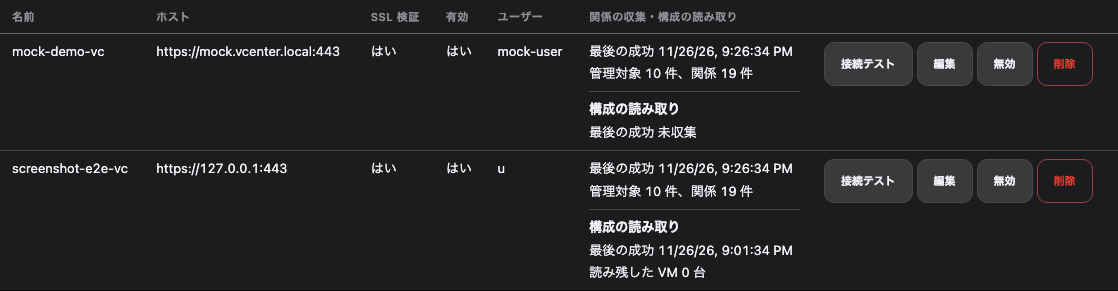 名前 ホスト SSL 検証 有効 ユーザー 関係の収集・構成の読み取り
mock-demo-vc https://mock.vcenter.local:443 はい はい mock-user 最後の成功 11/26/26, 9:26:34 PM 接続テスト 編集 無効 削除
管理対象 10 件、関係 19 件
構成の読み取り
最後の成功 未収集
screenshot-e2e-vc https://127.0.0.1:443 はい はい u 最後の成功 11/26/26, 9:26:34 PM 接続テスト 編集 無効 削除
管理対象 10 件、関係 19 件
構成の読み取り
最後の成功 11/26/26, 9:01:34 PM
読み残した VM 0 台